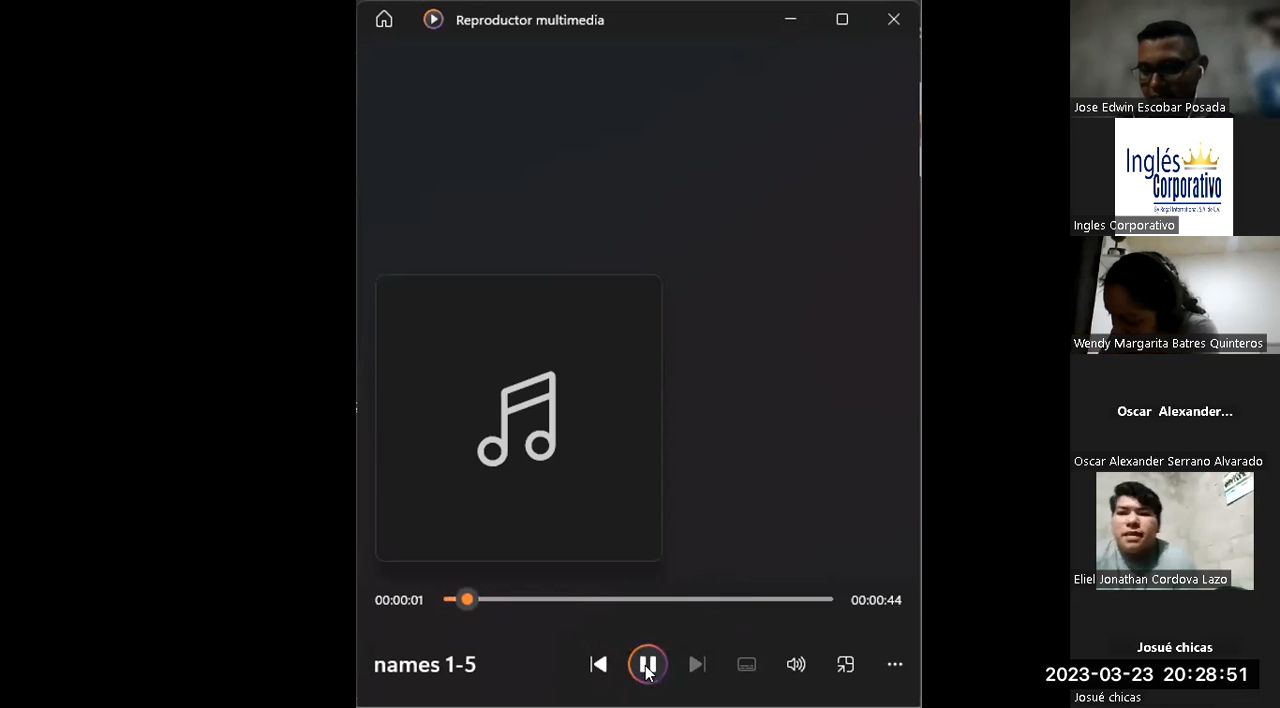 Reproductor multimedia
00:00:01
00:00:44
names 1-5
Jose Edwin Escobar Posada
Inglés
Corporativo
Ingles Corporativo
Wendy Margarita Batres Quinteros
Oscar Alexander...
Oscar Alexander Serrano Alvarado
Eliel Jonathan Cordova Lazo
Josué chicas
2023-03-23 20:28:51
Josué chicas